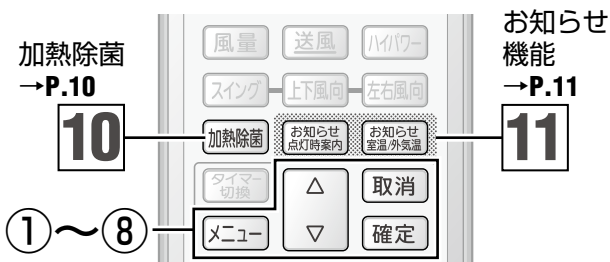 加熱除菌
→P.10
10
お知らせ
機能
→P.11
11
風量
送風
ハイパワー
スイング
上下風向
左右風向
加熱除菌
お知らせ
点灯時案内
お知らせ
室温/外気温
タイマー
切換
△
取消
①～⑧
メニュー
▽
確定